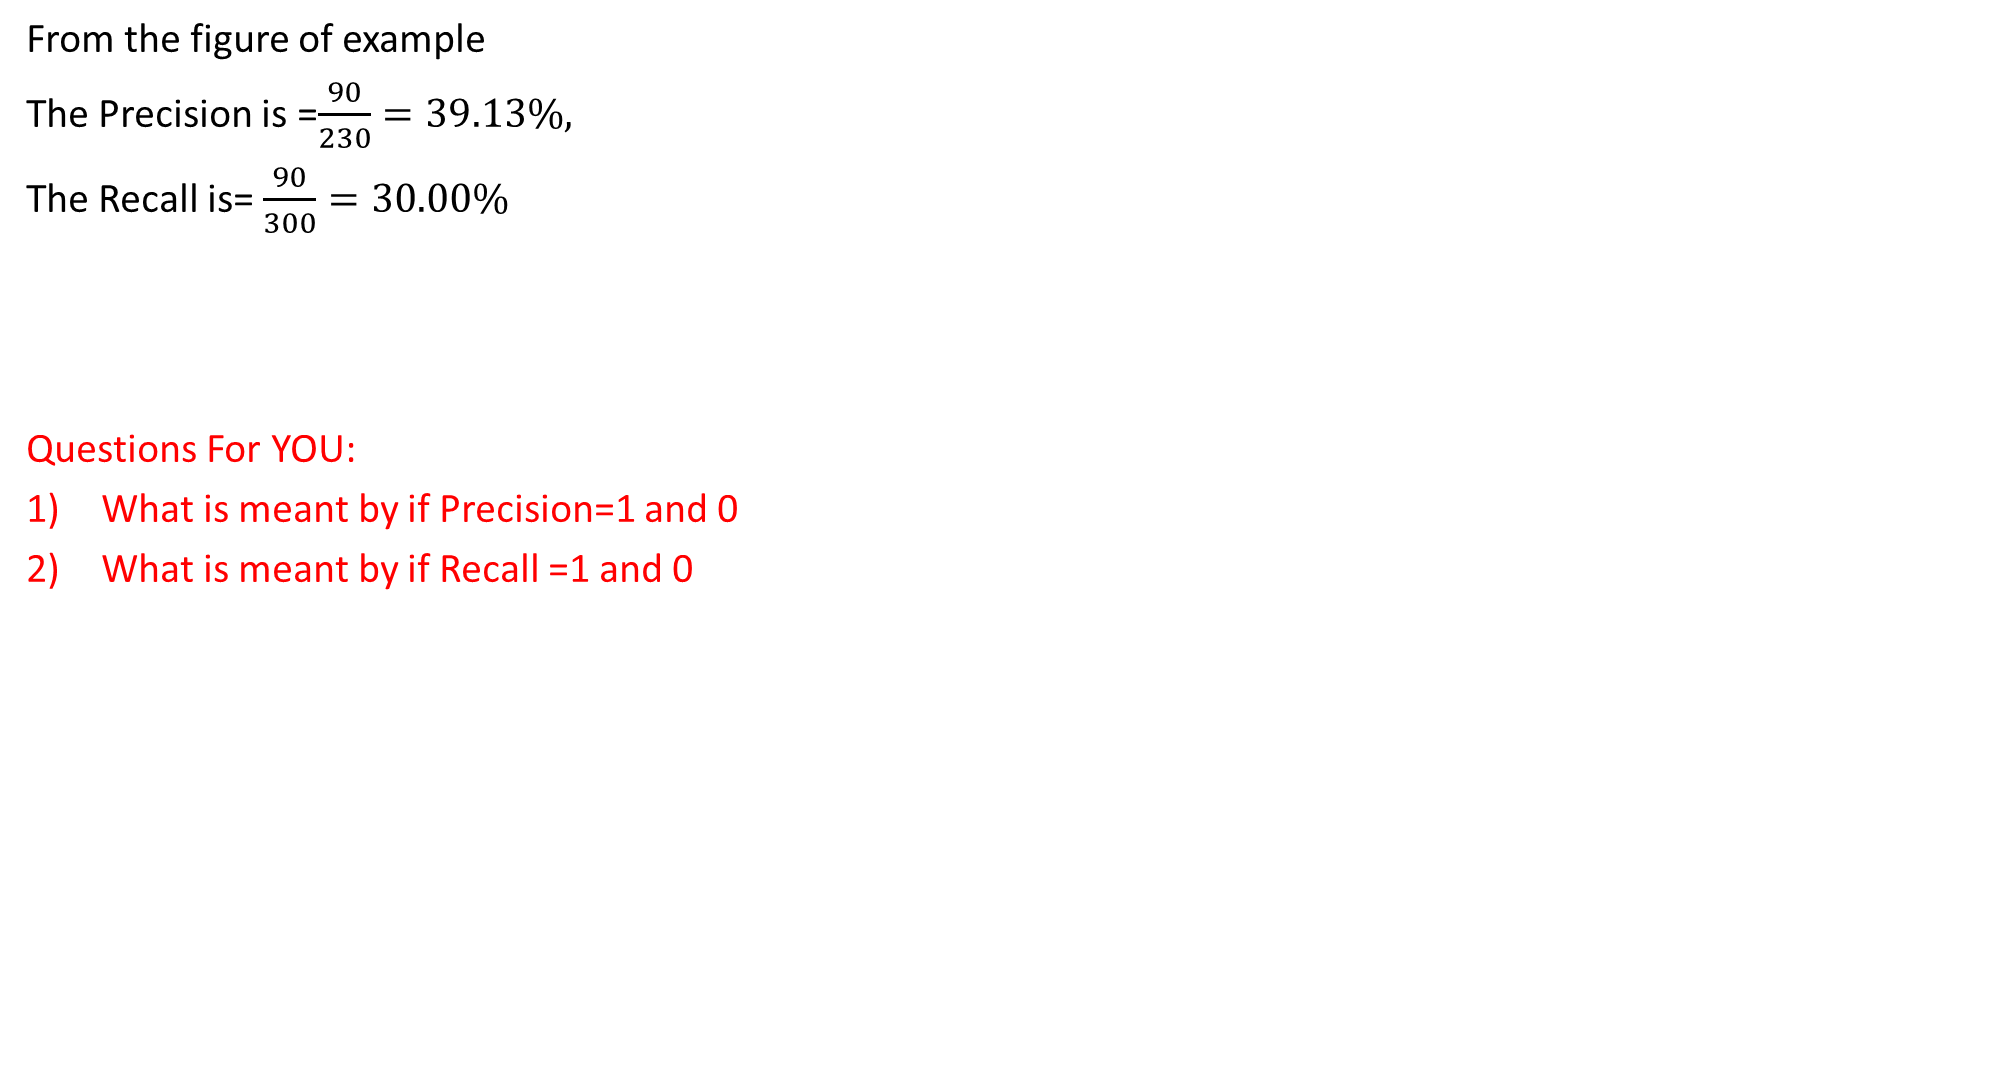 From the figure of example
The Precision is =90/230 = 39.13%,
The Recall is= 90/300 = 30.00%
Questions For YOU:
1) What is meant by if Precision=1 and 0
2) What is meant by if Recall =1 and 0